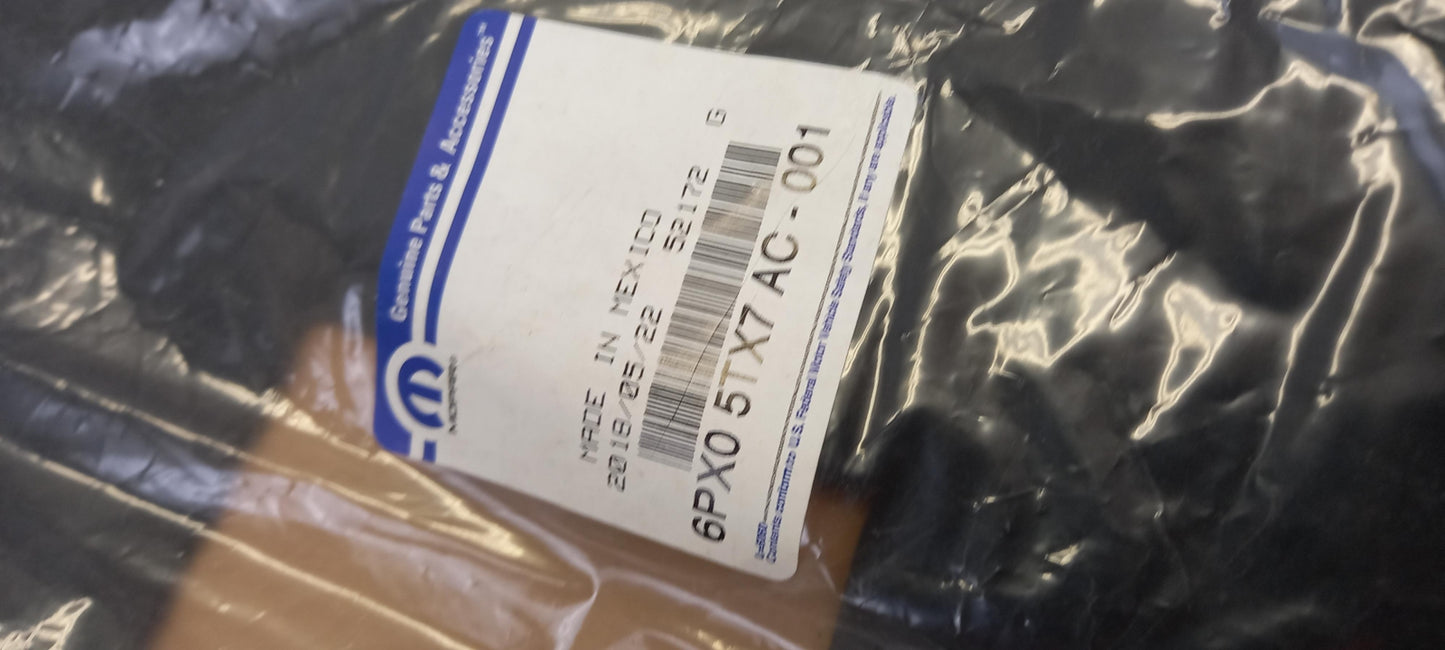 Genuine Parts & Accessories™
MOPAR
G
MADE IN MEXICO
2018/05/22 52172
6PX0 5TX7 AC - 001
Contents conform to U.S. Federal Motor Vehicle Safety Standards, if any are applicable.